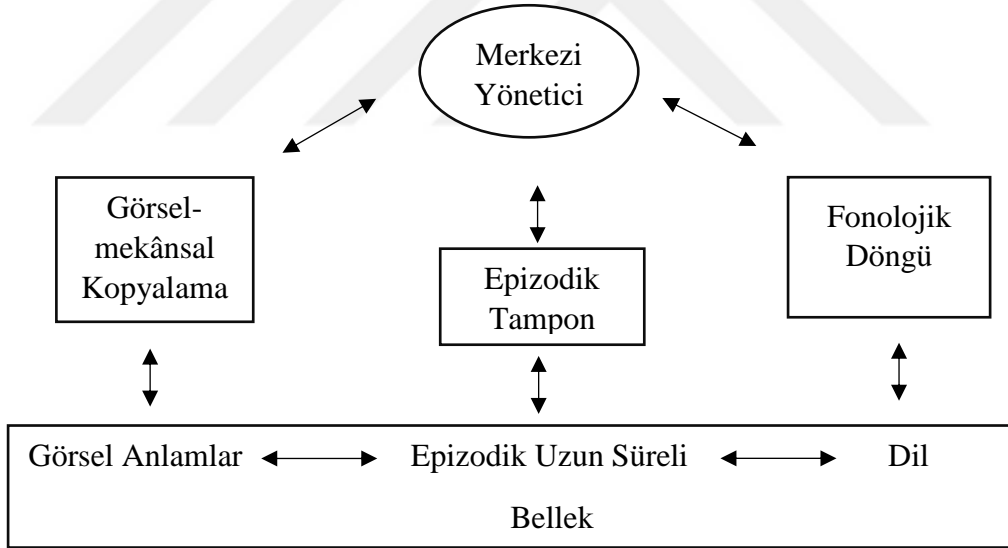 Merkezi
Yönetici
Görsel-
mekânsal
Kopyalama
Epizodik
Tampon
Fonolojik
Döngü
Görsel Anlamlar
Epizodik Uzun Süreli
Bellek
Dil